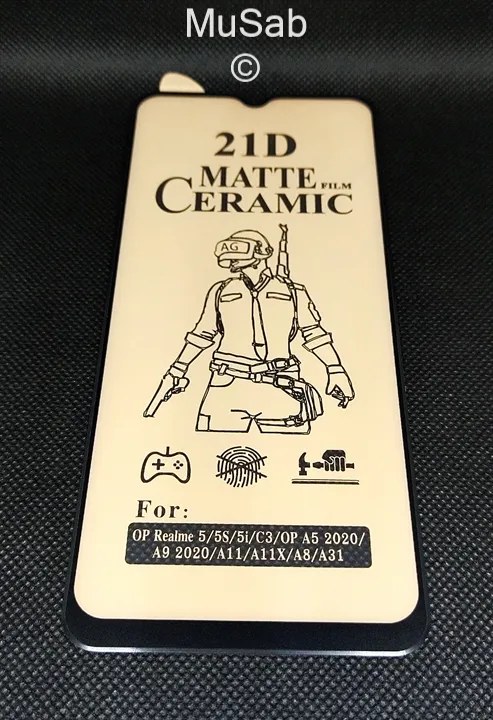 MuSab
©
21D
MATTE FILM
CERAMIC
AG
For:
OP Realme 5/5S/5i/C3/OP A5 2020/
A9 2020/A11/A11X/A8/A31